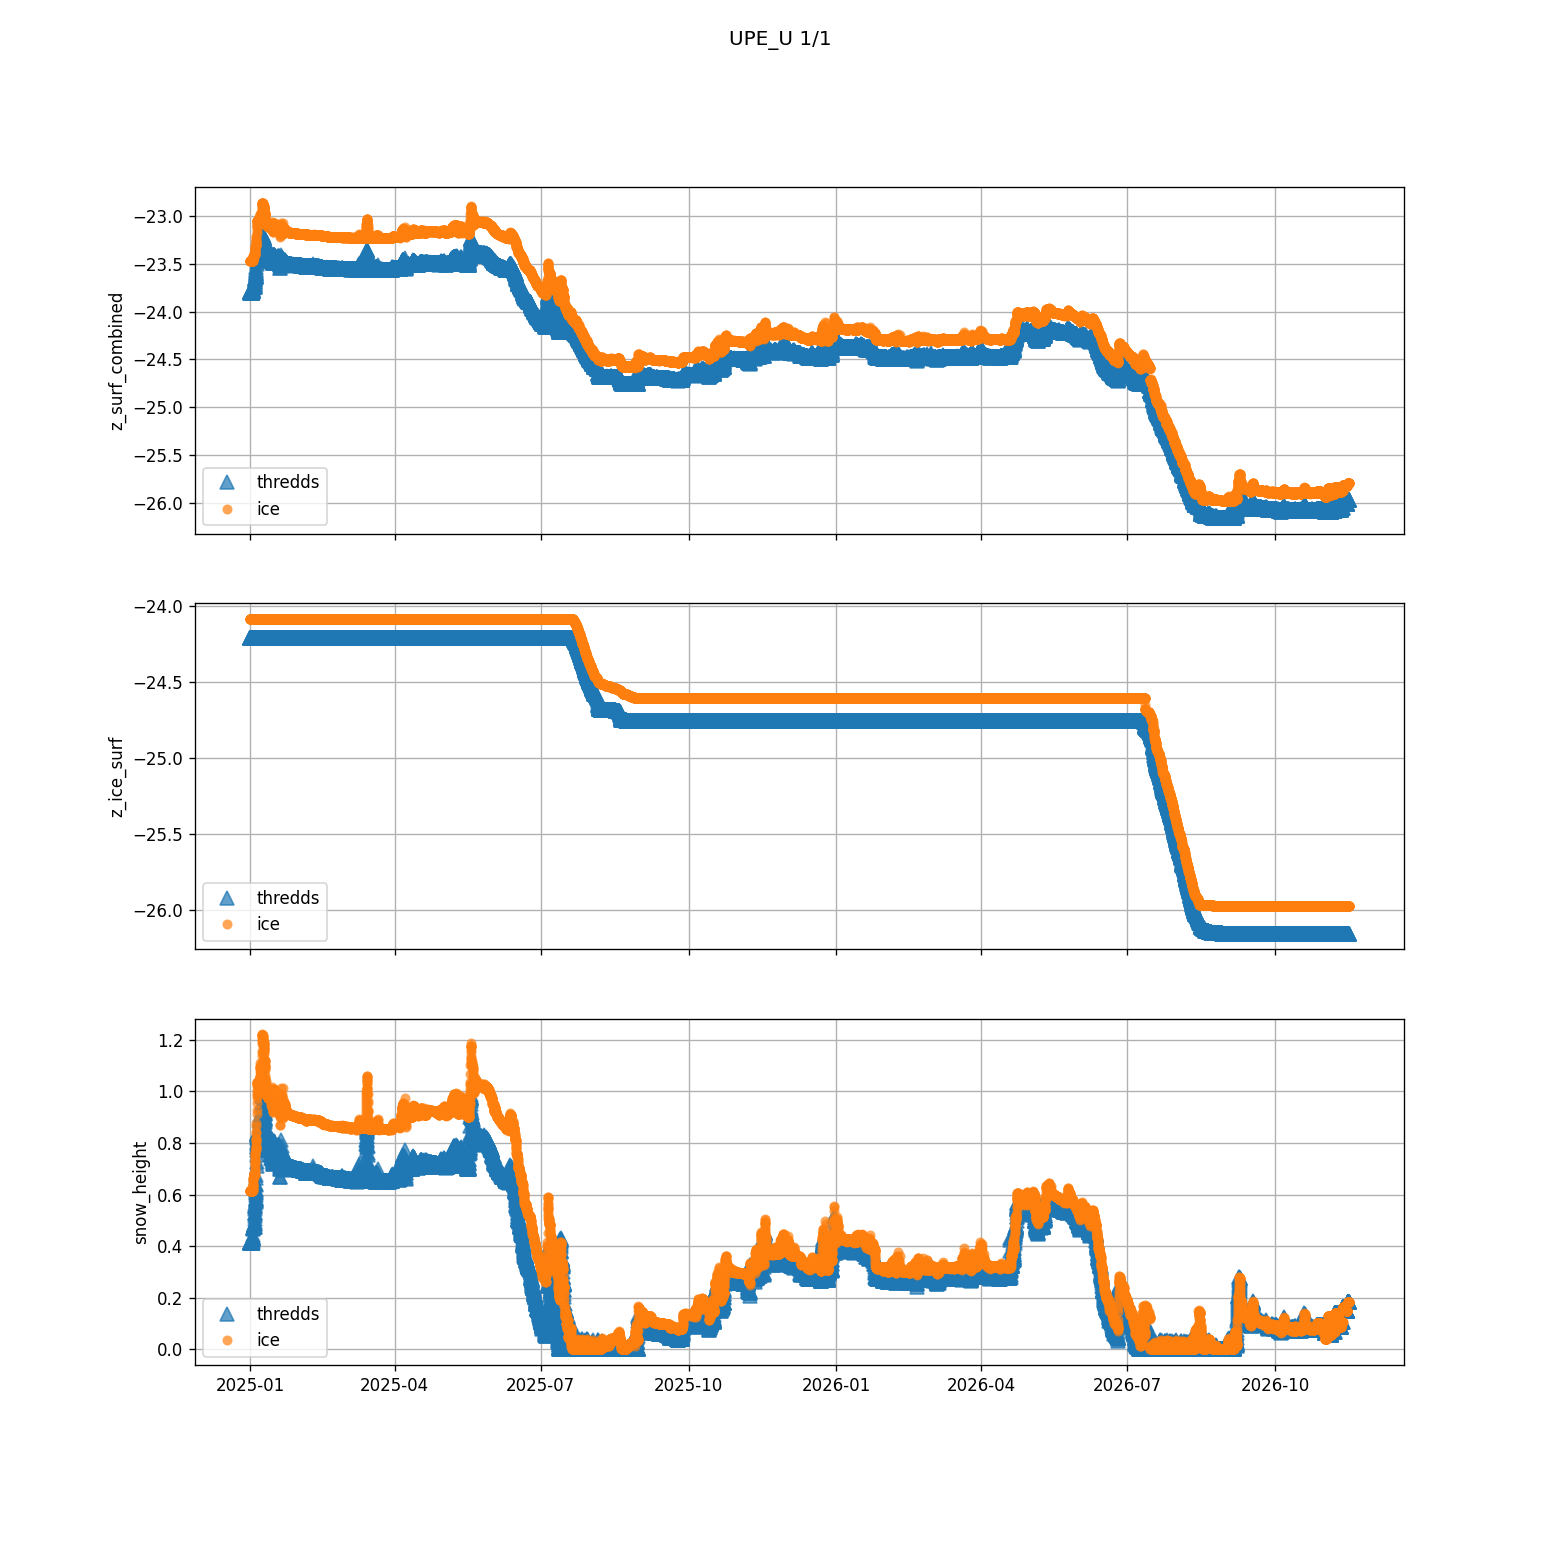 UPE_U 1/1
z_surf_combined
−23.0
−23.5
−24.0
−24.5
−25.0
−25.5
−26.0
thredds
ice
z_ice_surf
−24.0
−24.5
−25.0
−25.5
−26.0
thredds
ice
snow_height
1.2
1.0
0.8
0.6
0.4
0.2
0.0
thredds
ice
2025-01 2025-04 2025-07 2025-10 2026-01 2026-04 2026-07 2026-10